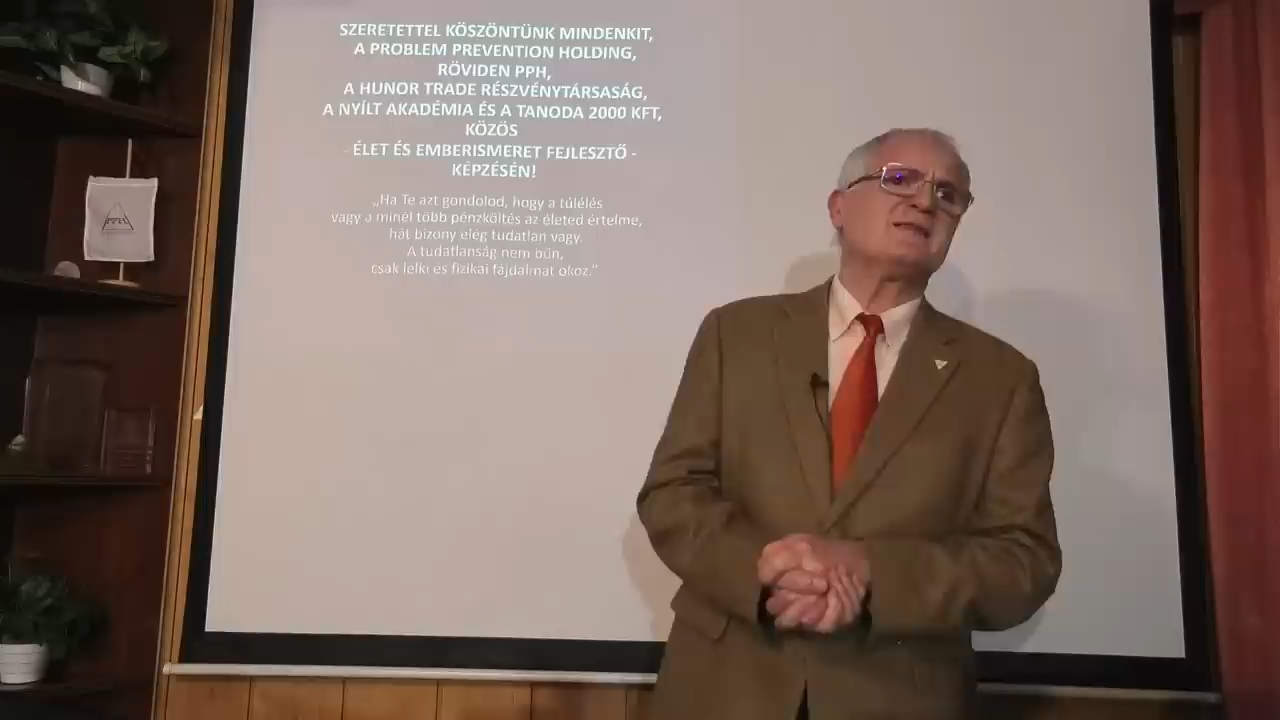 SZERETETTEL KÖSZÖNTÜNK MINDENKIT,
A PROBLEM PREVENTION HOLDING,
RÖVIDEN PPH,
A HUNOR TRADE RÉSZVÉNYTÁRSASÁG,
A NYÍLT AKADÉMIA ÉS A TANODA 2000 KFT,
KÖZÖS
- ÉLET ÉS EMBERISMERET FEJLESZTŐ -
KÉPZÉSÉN!
„Ha Te azt gondolod, hogy a túlélés
vagy a minél több pénzköltés az életed értelme,
hát bizony elég tudatlan vagy.
A tudatlanság nem bűn,
csak lelki és fizikai fájdalmat okoz.”